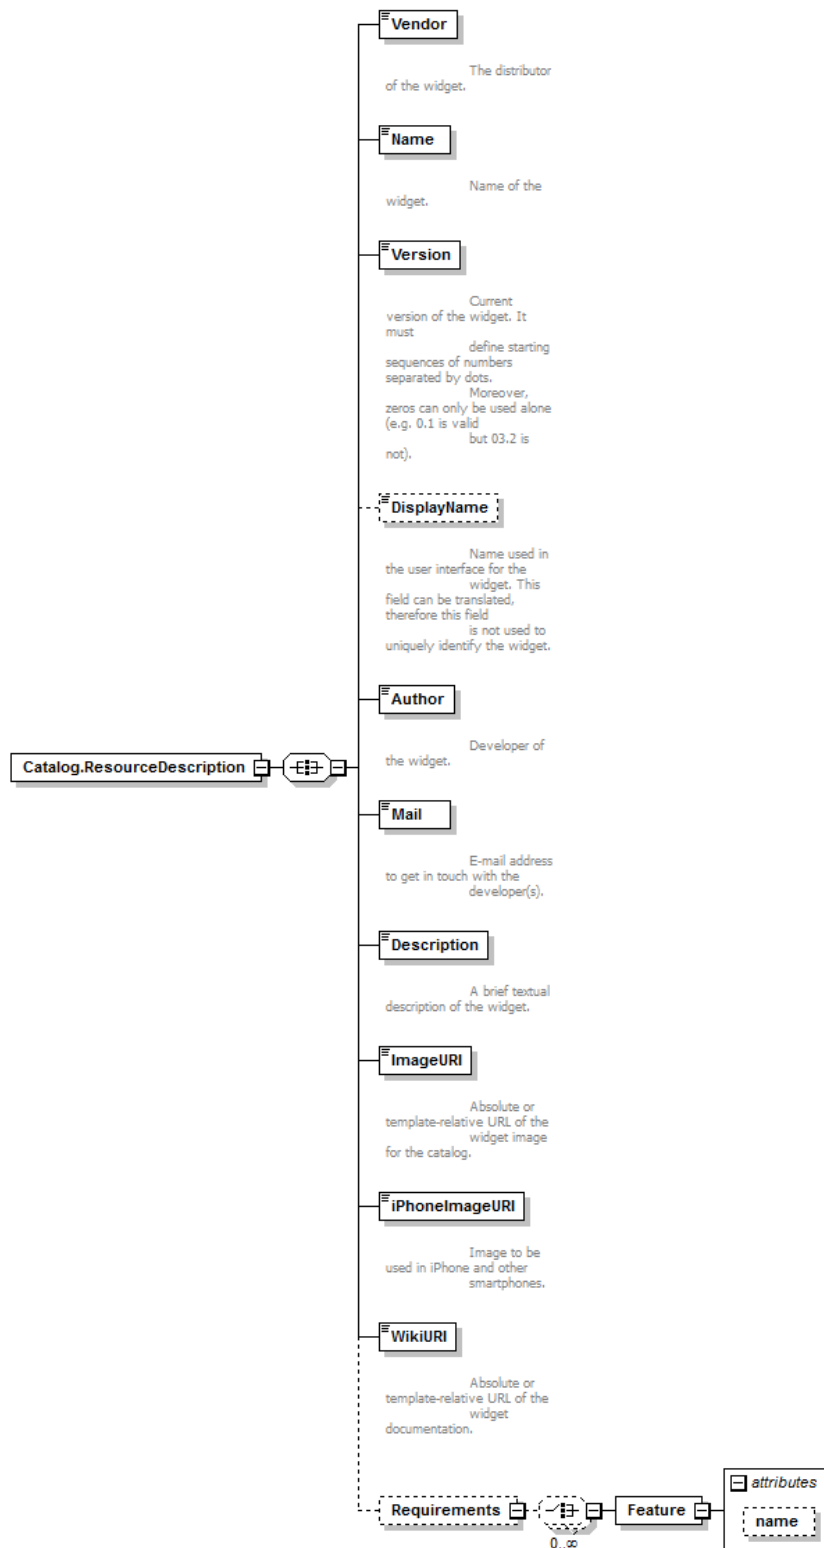 Vendor
The distributor
of the widget.
Name
Name of the
widget.
Version
Current
version of the widget. It
must
define starting
sequences of numbers
separated by dots.
Moreover,
zeros can only be used alone
(e.g. 0.1 is valid
but 03.2 is
not).
DisplayName
Name used in
the user interface for the
widget. This
field can be translated,
therefore this field
is not used to
uniquely identify the widget.
Author
Developer of
the widget.
Catalog.ResourceDescription
Mail
E-mail address
to get in touch with the
developer(s).
Description
A brief textual
description of the widget.
ImageURI
Absolute or
template-relative URL of the
widget image
for the catalog.
iPhoneImageURI
Image to be
used in iPhone and other
smartphones.
WikiURI
Absolute or
template-relative URL of the
widget
documentation.
attributes
Requirements
Feature
name
0..∞